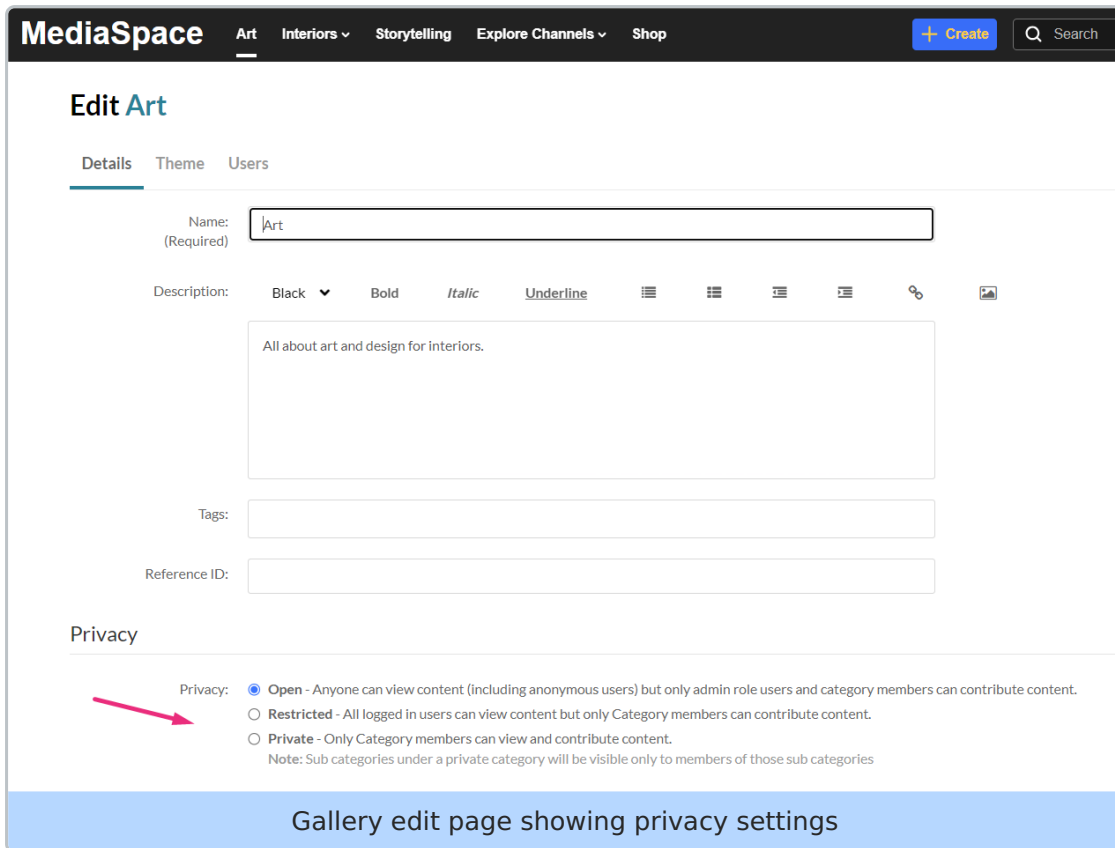 MediaSpace Art Interiors Storytelling Explore Channels Shop + Create Search
Edit Art
Details Theme Users
Name:
(Required)
Art
Description: Black Bold Italic Underline
All about art and design for interiors.
Tags:
Reference ID:
Privacy
Privacy: Open - Anyone can view content (including anonymous users) but only admin role users and category members can contribute content.
Restricted - All logged in users can view content but only Category members can contribute content.
Private - Only Category members can view and contribute content.
Note: Sub categories under a private category will be visible only to members of those sub categories
Gallery edit page showing privacy settings